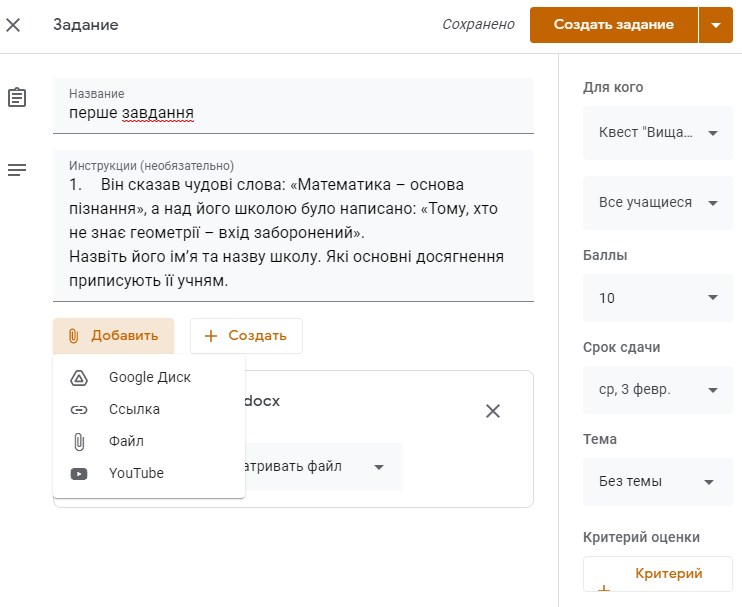 Задание
Сохранено
Создать задание
Название
перше завдання
Инструкции (необязательно)
1. Він сказав чудові слова: «Математика – основа
пізнання», а над його школою було написано: «Тому, хто
не знає геометрії – вхід заборонений».
Назвіть його ім’я та назву школу. Які основні досягнення
приписують її учням.
Добавить
Создать
Google Диск
Ссылка
Файл
YouTube
docx
атривать файл
Для кого
Квест "Вища...
Все учащиеся
Баллы
10
Срок сдачи
ср, 3 февр.
Тема
Без темы
Критерий оценки
Критерий